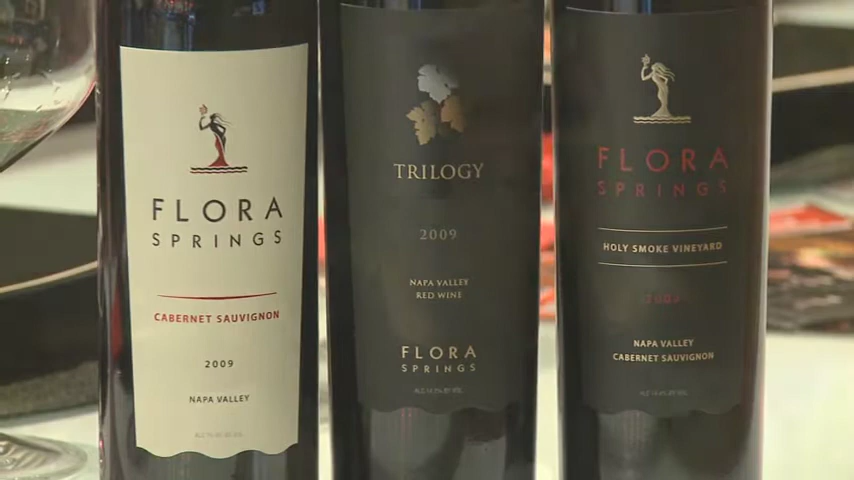 FLORA
SPRINGS
CABERNET SAUVIGNON
2009
NAPA VALLEY
TRILOGY
2009
NAPA VALLEY
RED WINE
FLORA
SPRINGS
FLORA
SPRINGS
HOLY SMOKE VINEYARD
NAPA VALLEY
CABERNET SAUVIGNON